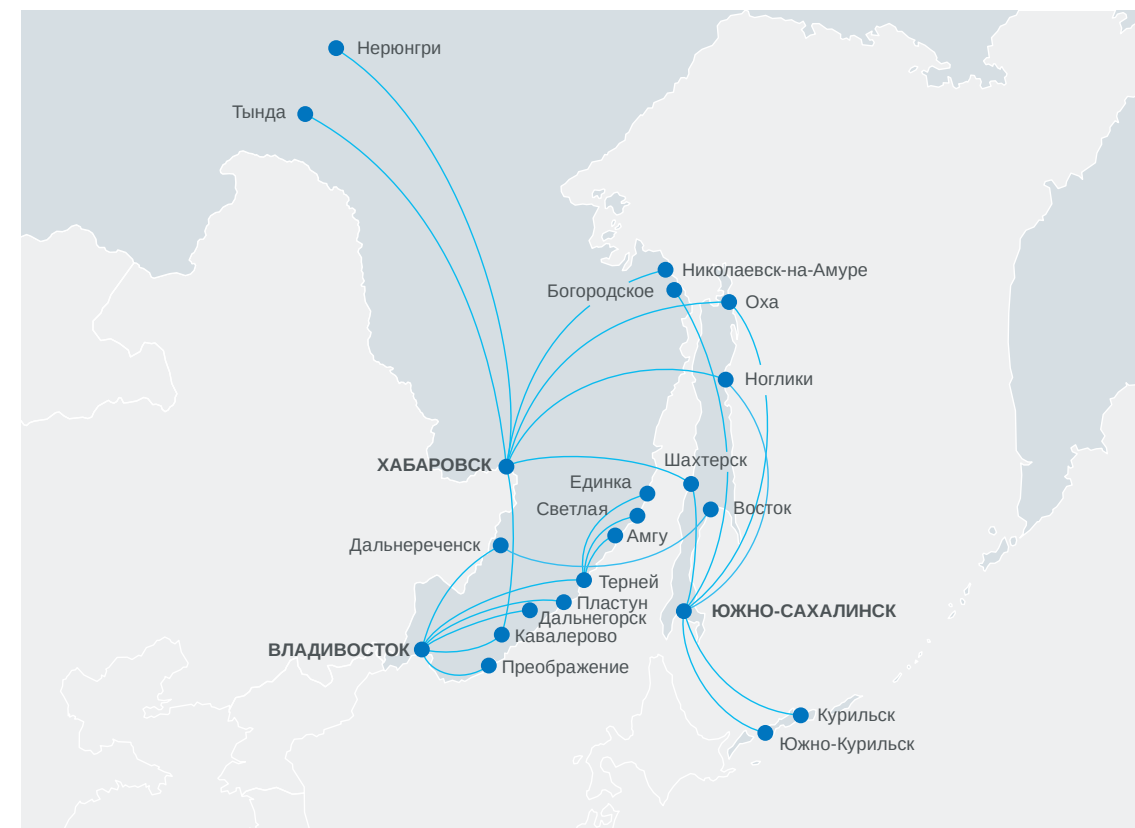 Нерюнгри
Тында
Николаевск-на-Амуре
Богородское
Оха
Ноглики
ХАБАРОВСК
Шахтерск
Единка
Светлая
Восток
Амгу
Дальнереченск
Терней
Пластун
Дальнегорск
ЮЖНО-САХАЛИНСК
Кавалерово
ВЛАДИВОСТОК
Преображение
Курильск
Южно-Курильск